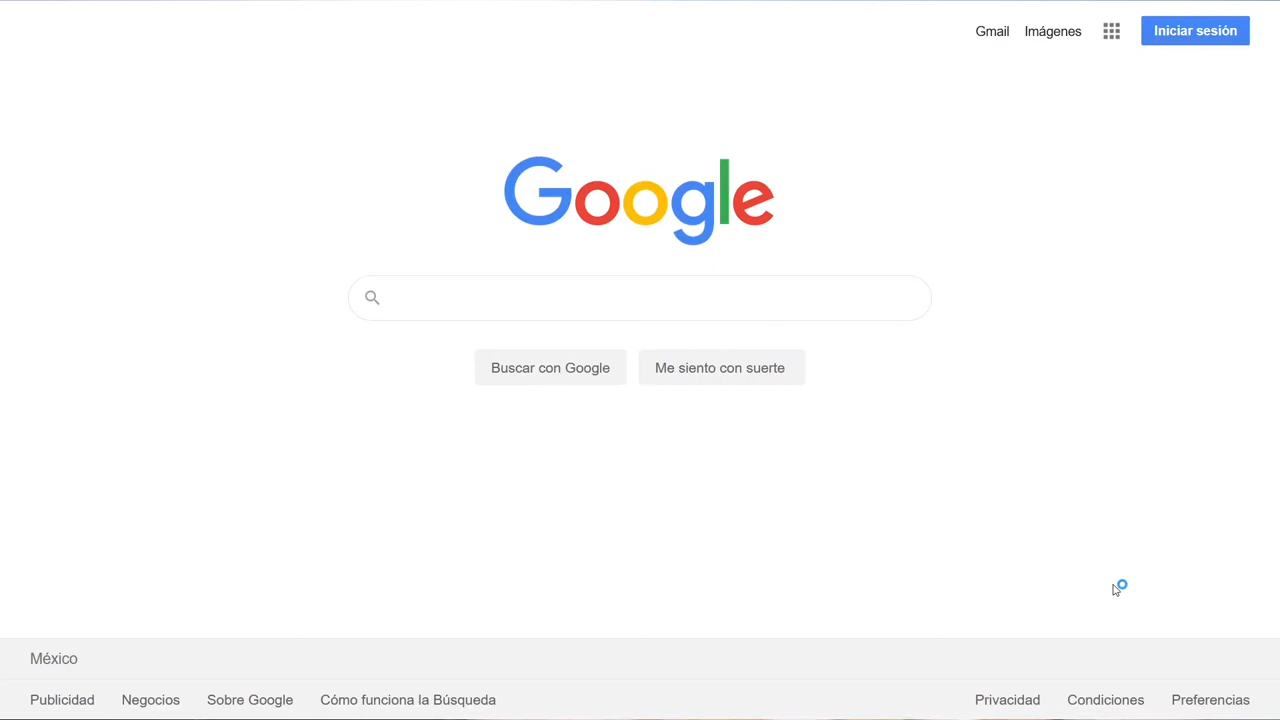 Gmail Imágenes Iniciar sesión
Google
Buscar con Google Me siento con suerte
México
Publicidad Negocios Sobre Google Cómo funciona la Búsqueda Privacidad Condiciones Preferencias